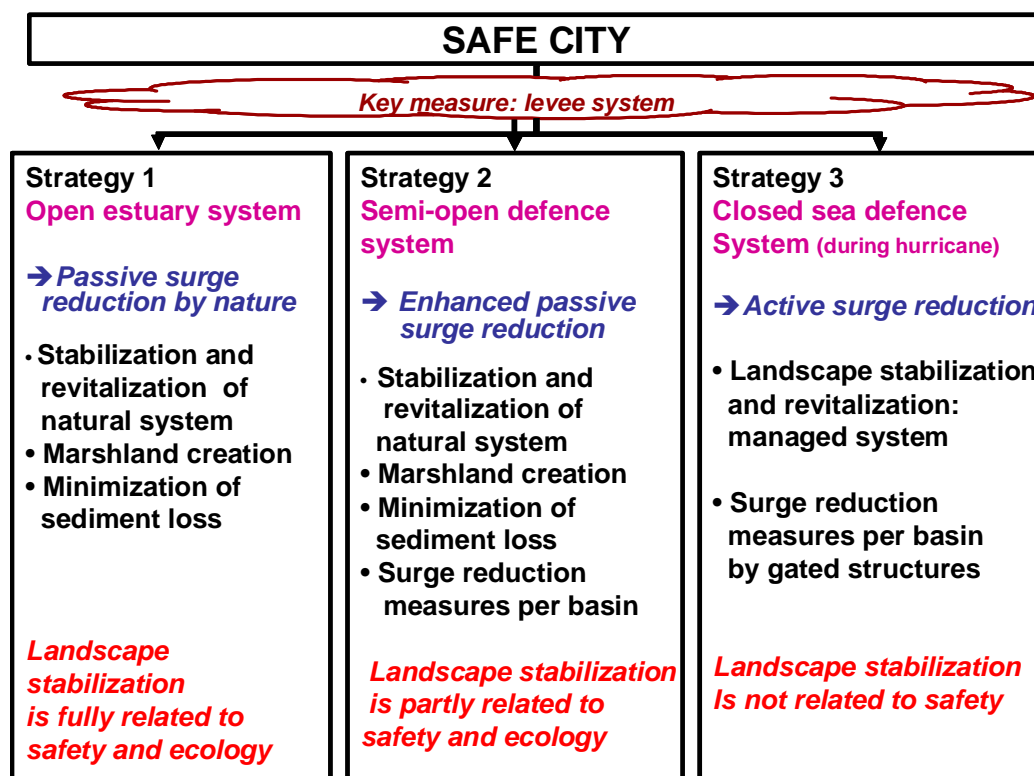 SAFE CITY
Key measure: levee system
Strategy 1
Open estuary system
➔ Passive surge
reduction by nature
• Stabilization and
revitalization of
natural system
• Marshland creation
• Minimization of
sediment loss
Landscape
stabilization
is fully related to
safety and ecology
Strategy 2
Semi-open defence
system
➔ Enhanced passive
surge reduction
• Stabilization and
revitalization of
natural system
• Marshland creation
• Minimization of
sediment loss
• Surge reduction
measures per basin
Landscape stabilization
is partly related to
safety and ecology
Strategy 3
Closed sea defence
System (during hurricane)
➔ Active surge reduction
• Landscape stabilization
and revitalization:
managed system
• Surge reduction
measures per basin
by gated structures
Landscape stabilization
Is not related to safety